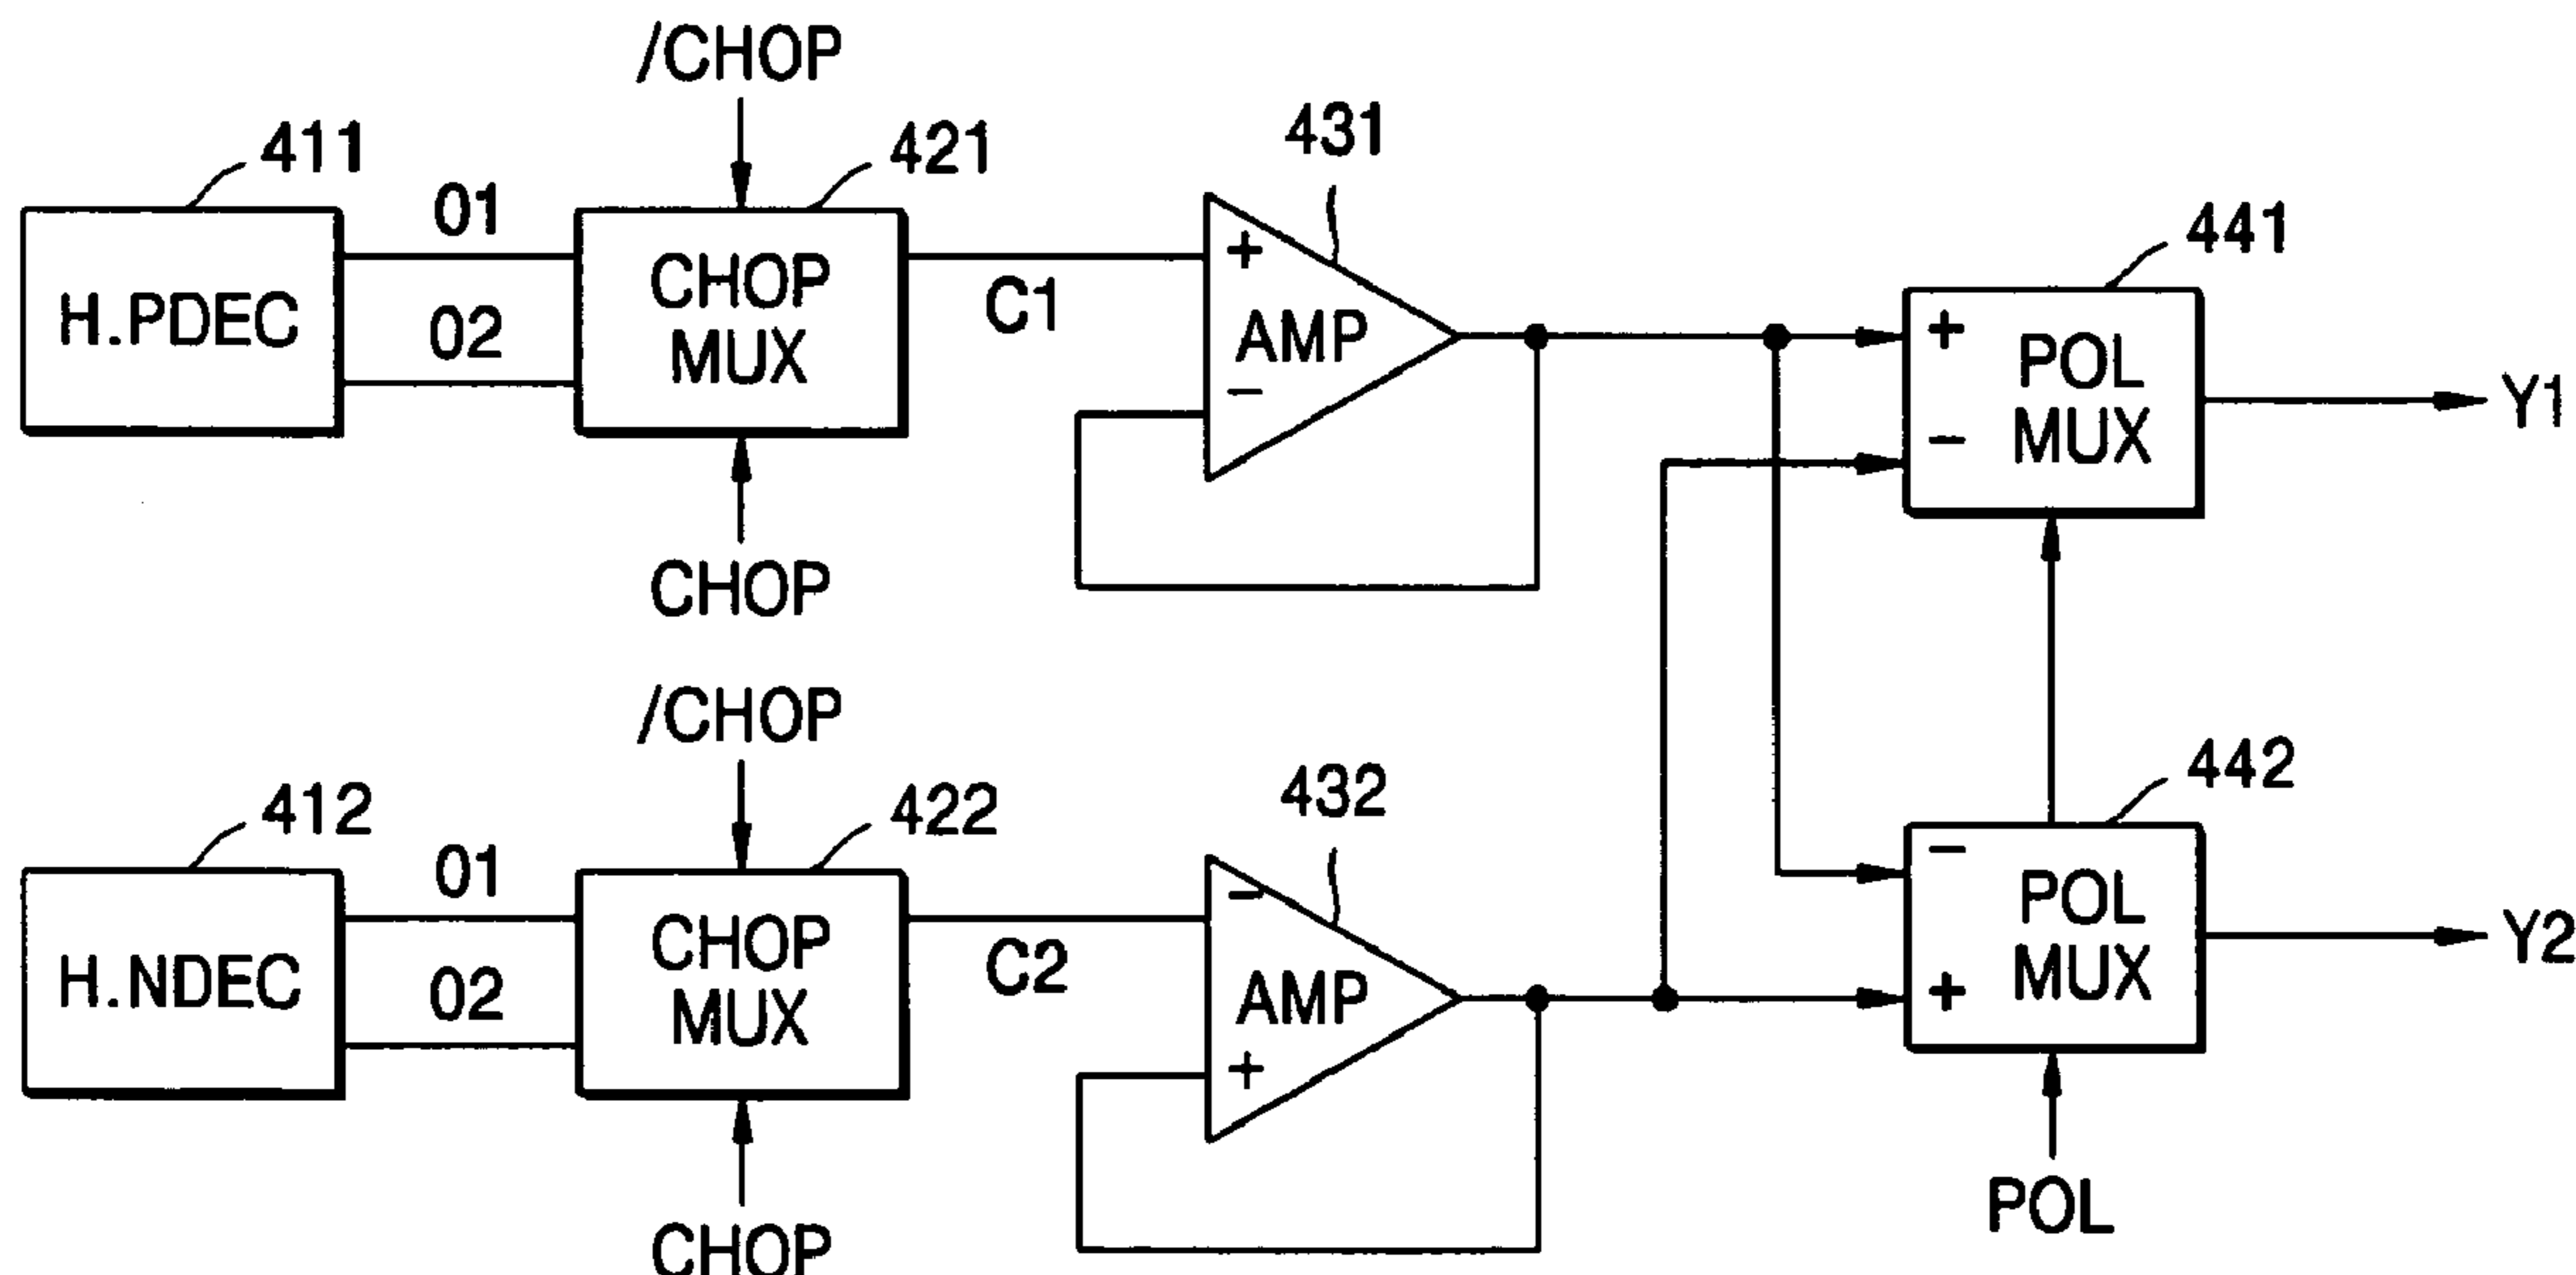 /CHOP
411
421
431
01
441
H.PDEC
CHOP
MUX
C1
+
AMP
−
+
POL
MUX
−
Y1
02
CHOP
/CHOP
412
422
432
442
01
H.NDEC
CHOP
MUX
C2
−
AMP
+
−
POL
MUX
+
Y2
02
CHOP
POL